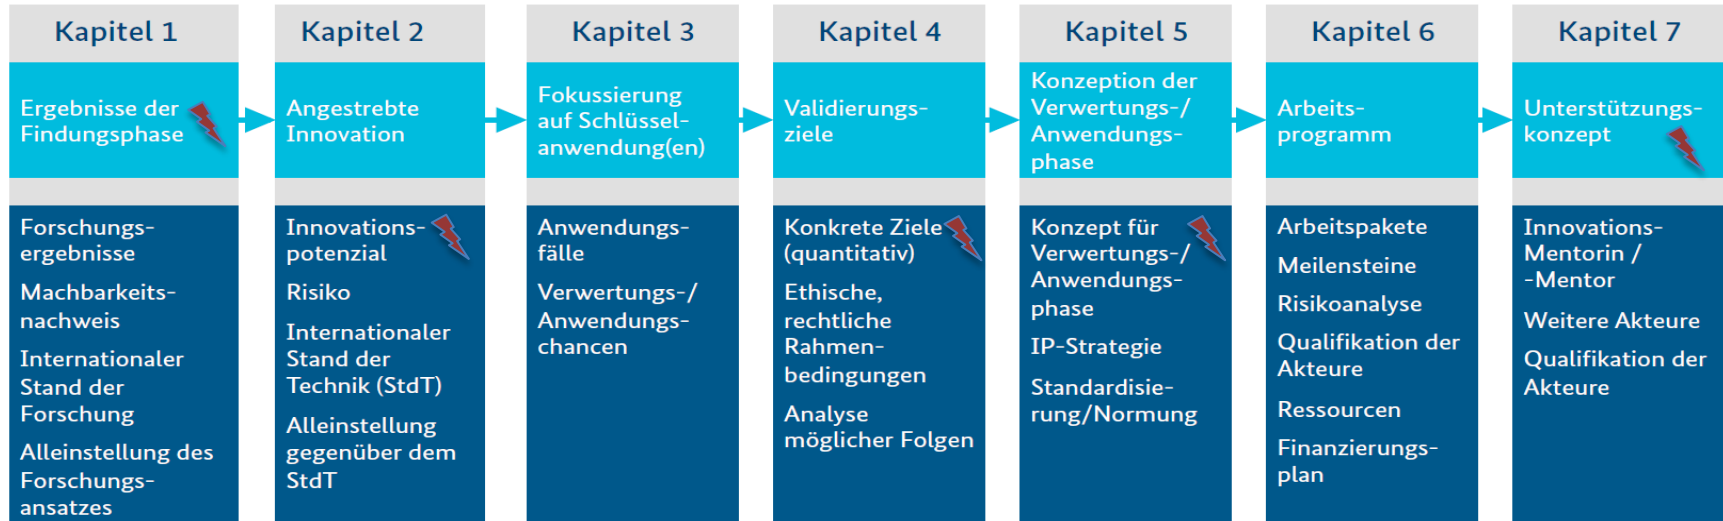 Kapitel 1
Ergebnisse der
Findungsphase
Forschungs-
ergebnisse
Machbarkeits-
nachweis
Internationaler
Stand der
Forschung
Alleinstellung des
Forschungs-
ansatzes
Kapitel 2
Angestrebte
Innovation
Innovations-
potenzial
Risiko
Internationaler
Stand der
Technik (StdT)
Alleinstellung
gegenüber dem
StdT
Kapitel 3
Fokussierung
auf Schlüssel-
anwendung(en)
Anwendungs-
fälle
Verwertungs-/
Anwendungs-
chancen
Kapitel 4
Validierungs-
ziele
Konkrete Ziele
(quantitativ)
Ethische,
rechtliche
Rahmen-
bedingungen
Analyse
möglicher Folgen
Kapitel 5
Konzeption der
Verwertungs-/
Anwendungs-
phase
Konzept für
Verwertungs-/
Anwendungs-
phase
IP-Strategie
Standardisie-
rung/Normung
Kapitel 6
Arbeits-
programm
Arbeitspakete
Meilensteine
Risikoanalyse
Qualifikation der
Akteure
Ressourcen
Finanzierungs-
plan
Kapitel 7
Unterstützungs-
konzept
Innovations-
Mentorin /
-Mentor
Weitere Akteure
Qualifikation der
Akteure